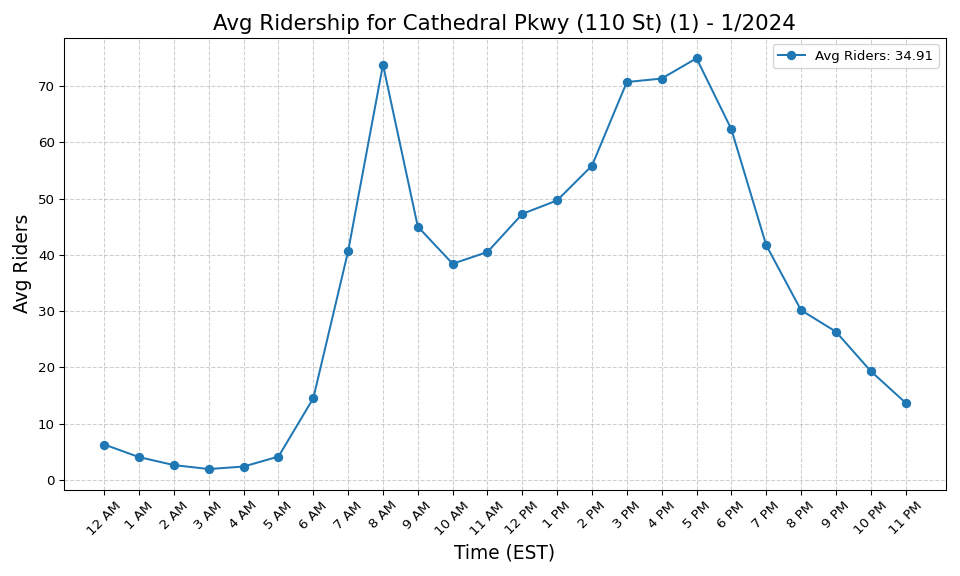 Avg Ridership for Cathedral Pkwy (110 St) (1) - 1/2024
Avg Riders: 34.91
Avg Riders
70
60
50
40
30
20
10
0
12 AM
1 AM
2 AM
3 AM
4 AM
5 AM
6 AM
7 AM
8 AM
9 AM
10 AM
11 AM
12 PM
1 PM
2 PM
3 PM
4 PM
5 PM
6 PM
7 PM
8 PM
9 PM
10 PM
11 PM
Time (EST)